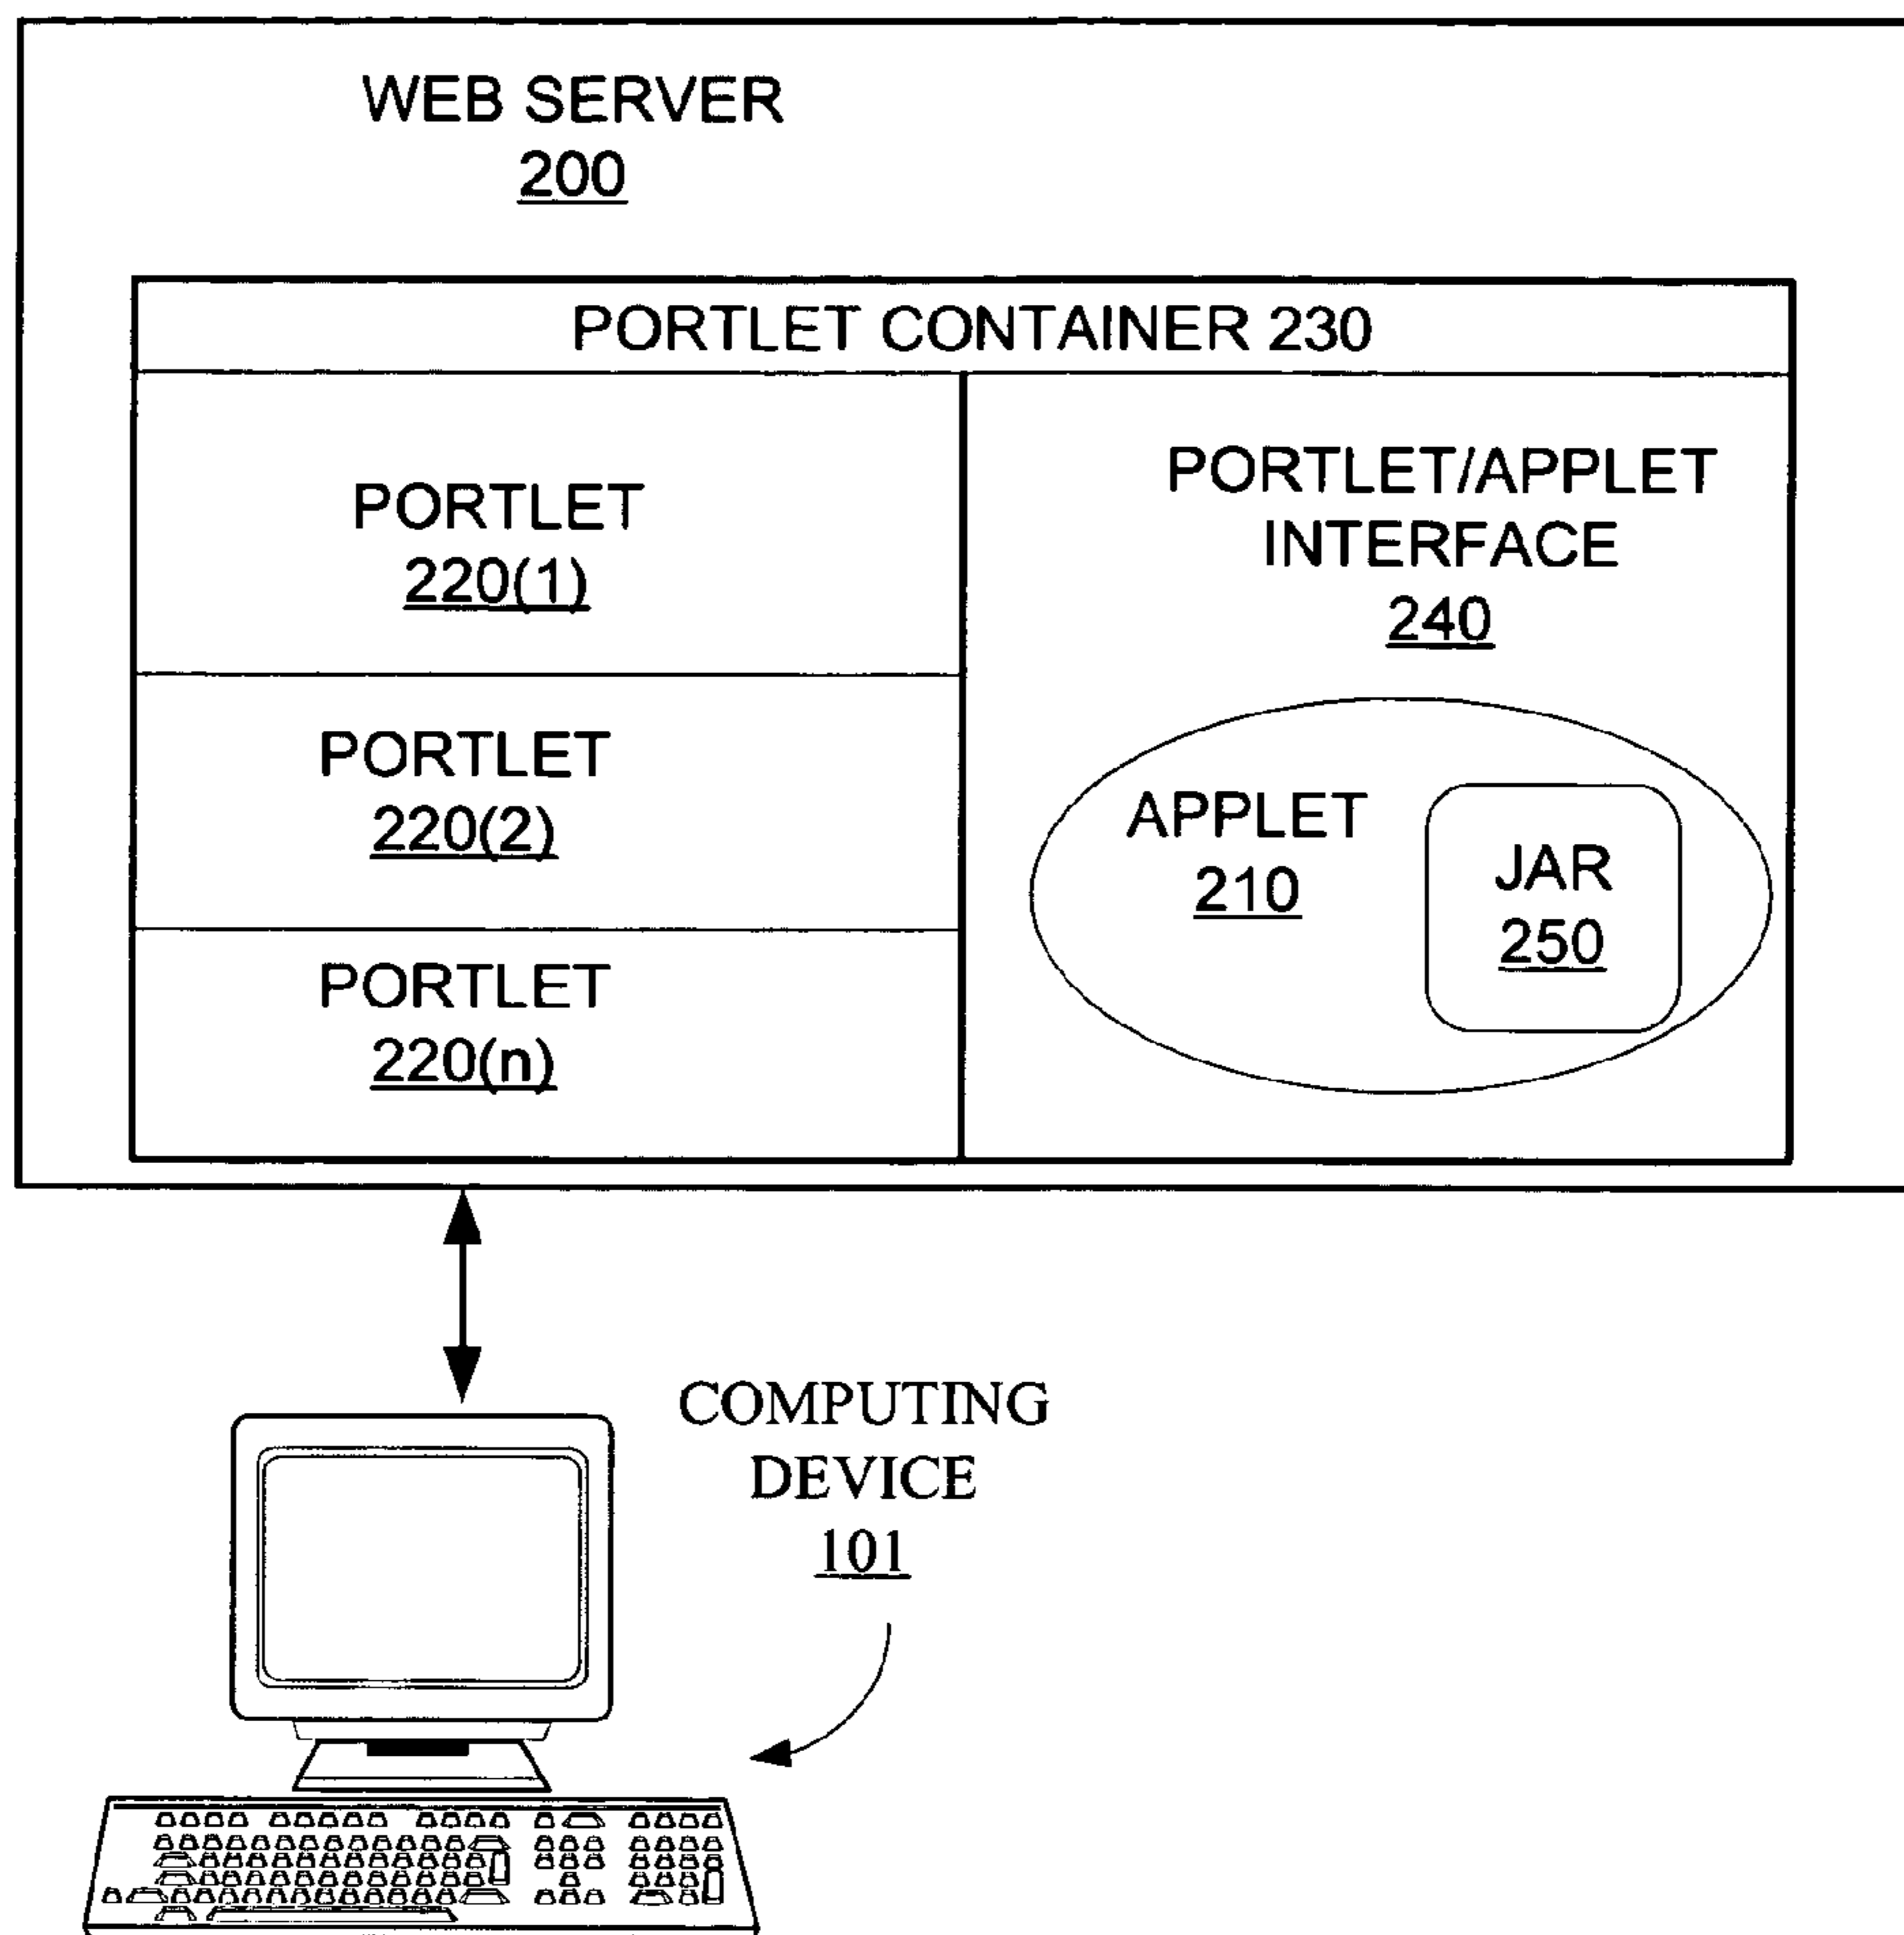 WEB SERVER
200
PORTLET CONTAINER 230
PORTLET
220(1)
PORTLET
220(2)
PORTLET
220(n)
PORTLET/APPLET
INTERFACE
240
APPLET
210
JAR
250
COMPUTING
DEVICE
101